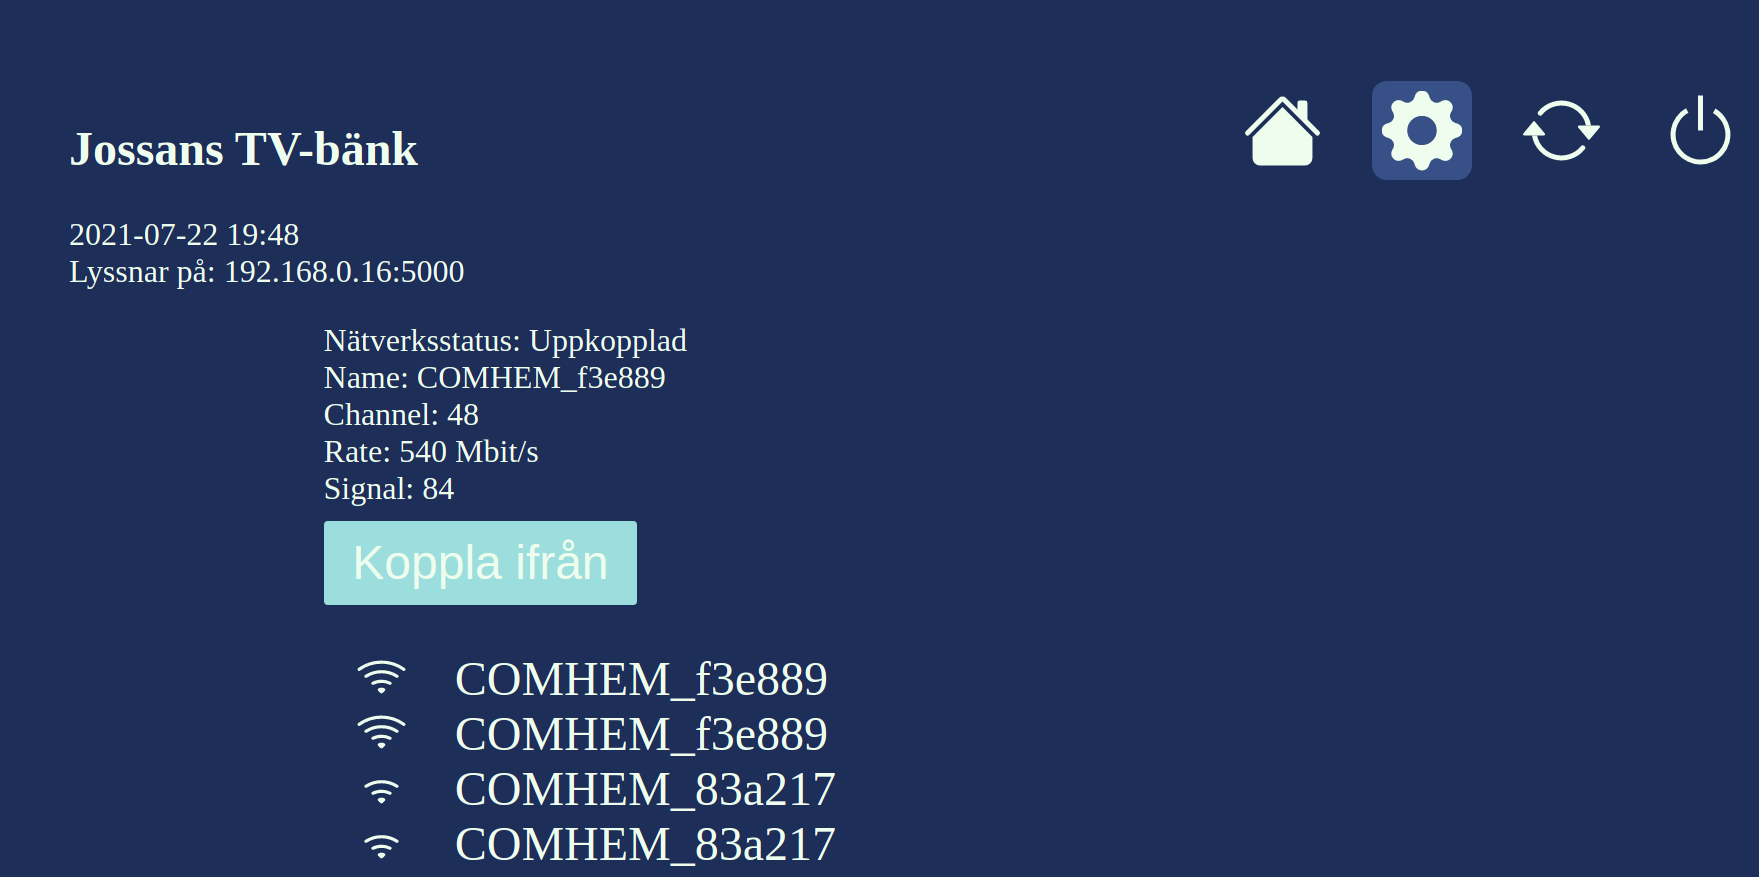 Jossans TV-bänk
2021-07-22 19:48
Lyssnar på: 192.168.0.16:5000
Nätverksstatus: Uppkopplad
Name: COMHEM_f3e889
Channel: 48
Rate: 540 Mbit/s
Signal: 84
Koppla ifrån
COMHEM_f3e889
COMHEM_f3e889
COMHEM_83a217
COMHEM_83a217